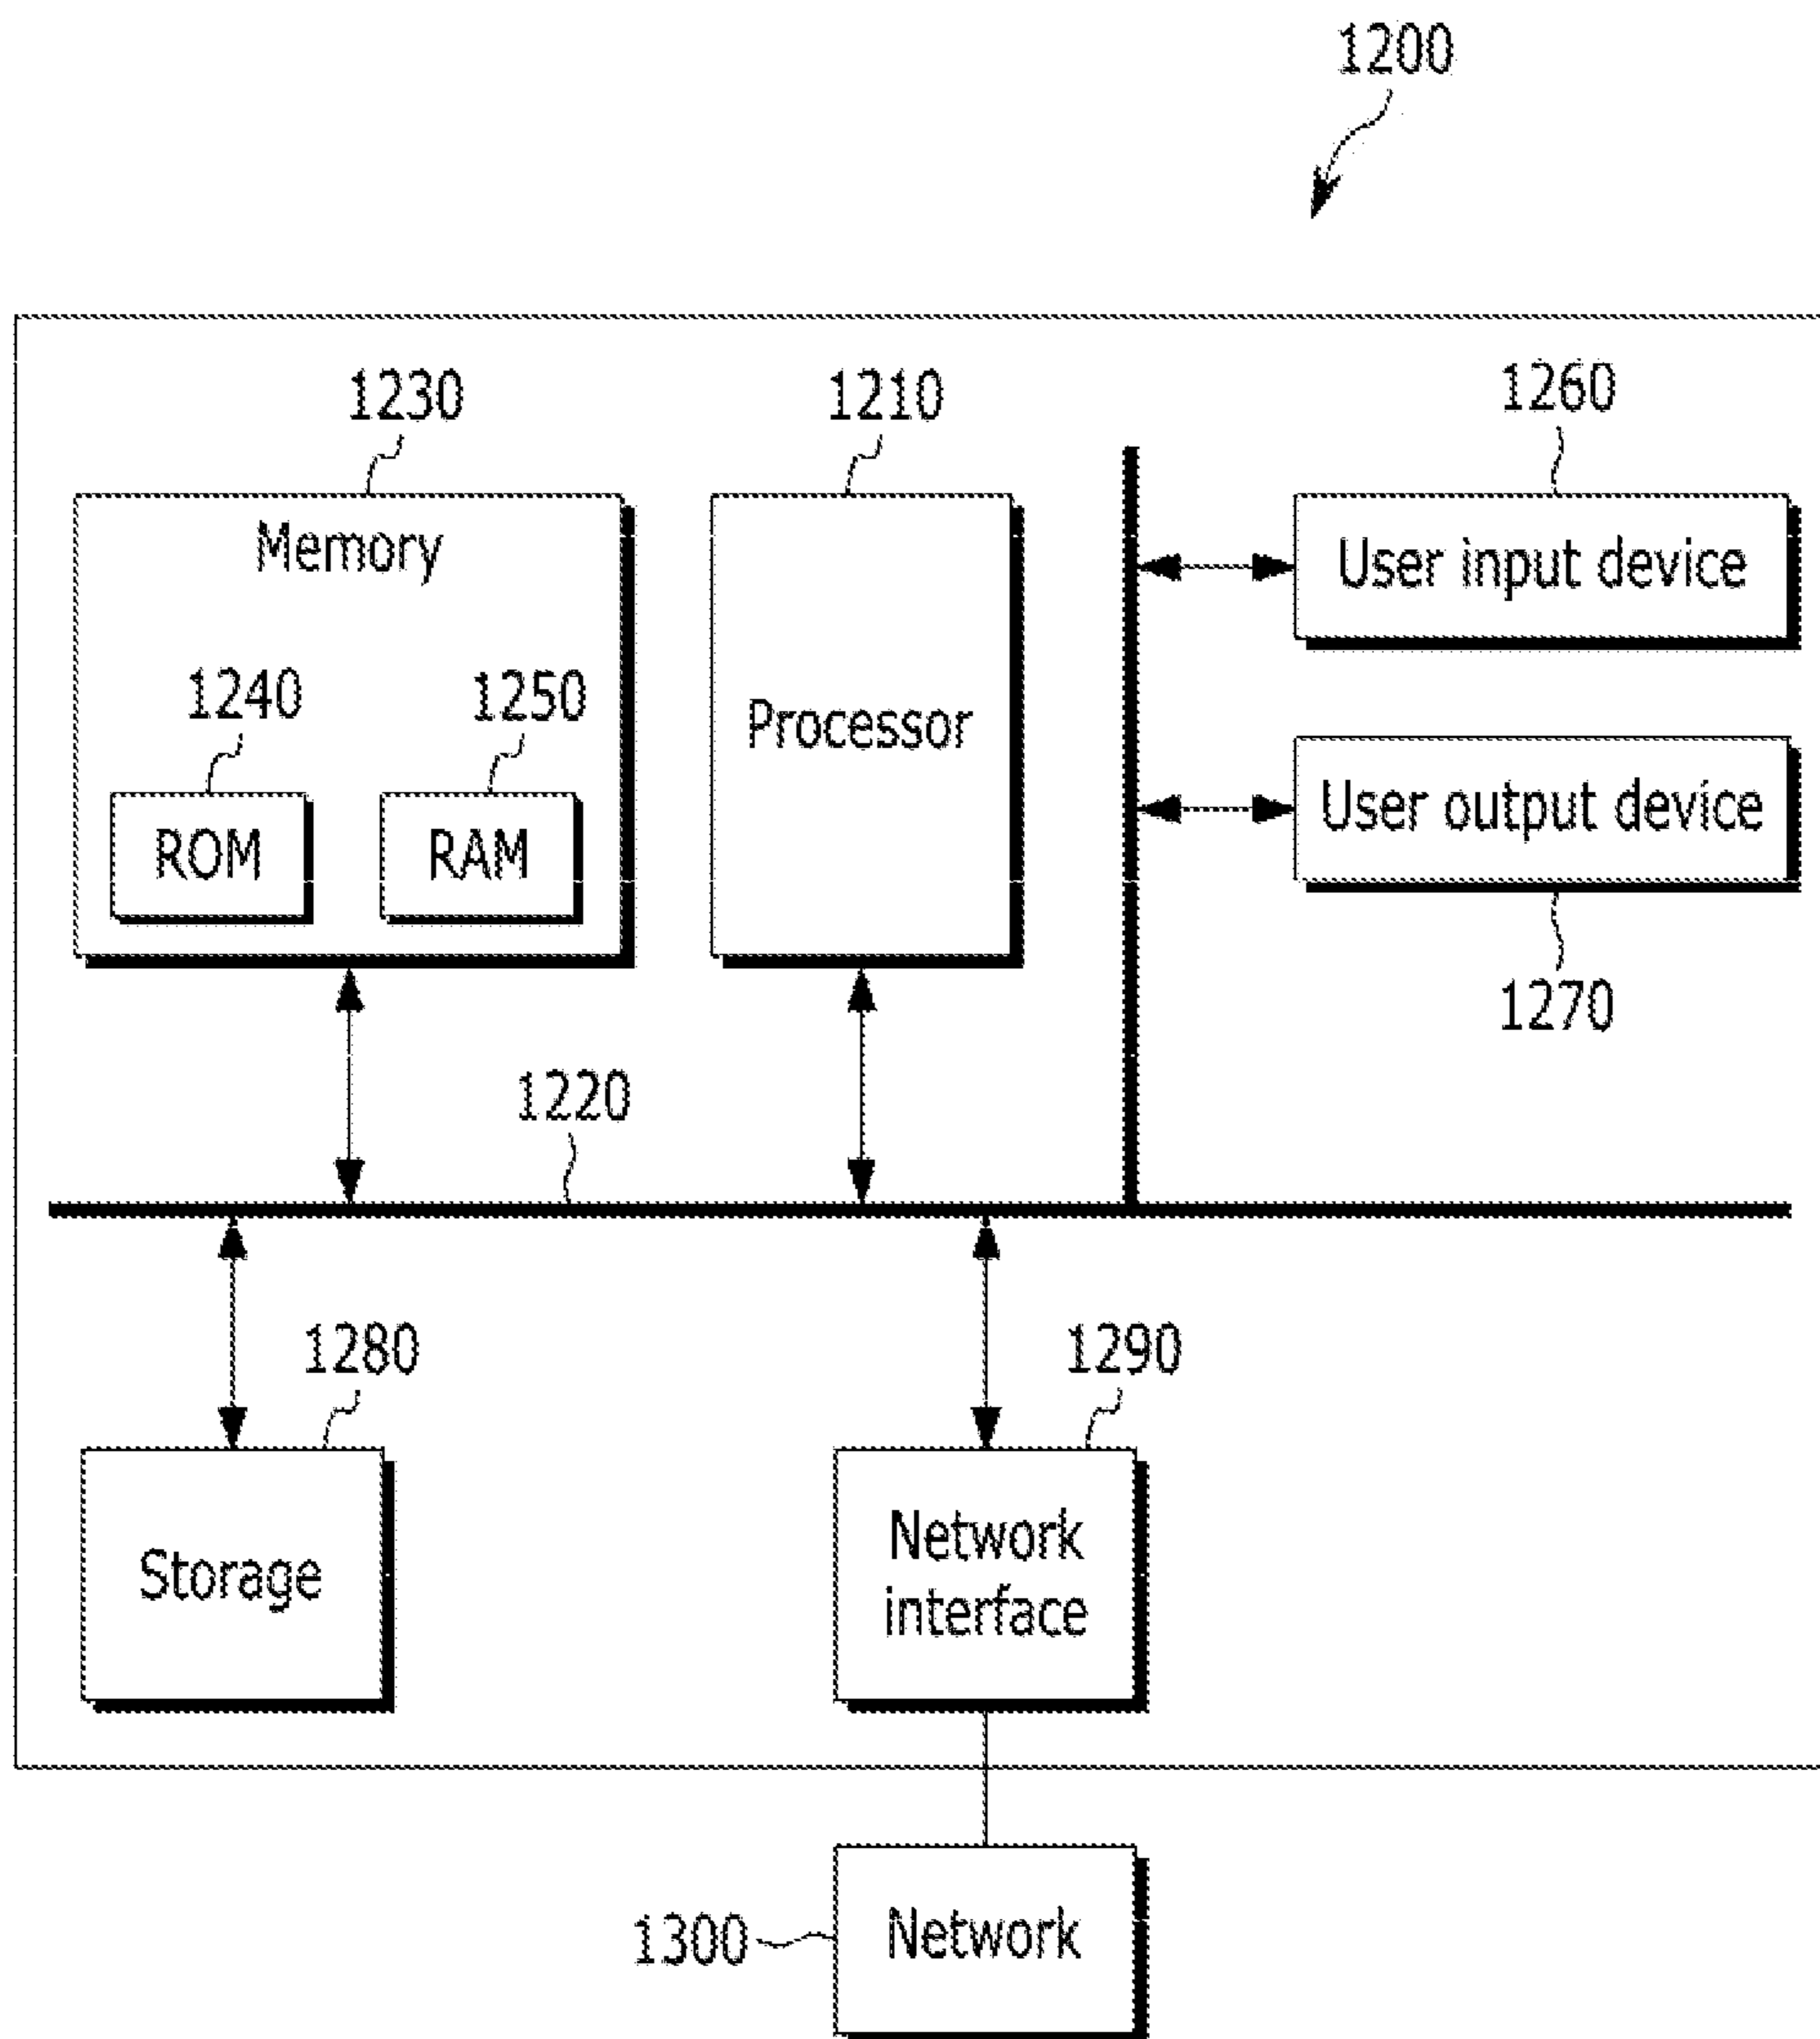 1200
1230
1210
1260
Memory
User input device
1240
1250
Processor
ROM
RAM
User output device
1270
1220
1280
1290
Storage
Network
interface
1300
Network